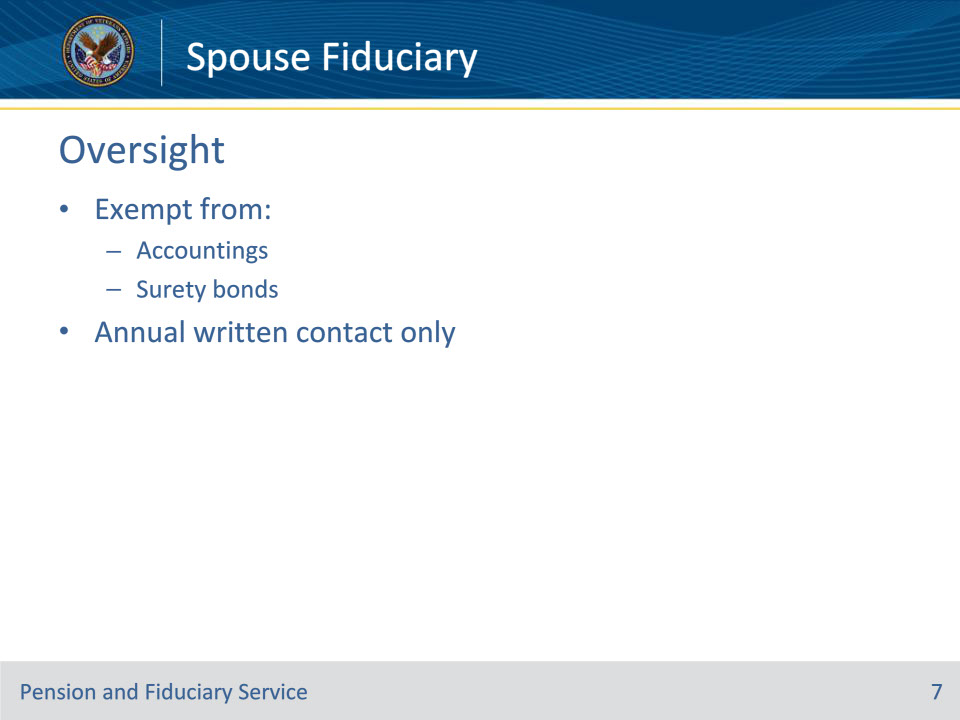 Spouse Fiduciary
Oversight
• Exempt from:
– Accountings
– Surety bonds
• Annual written contact only
Pension and Fiduciary Service
7